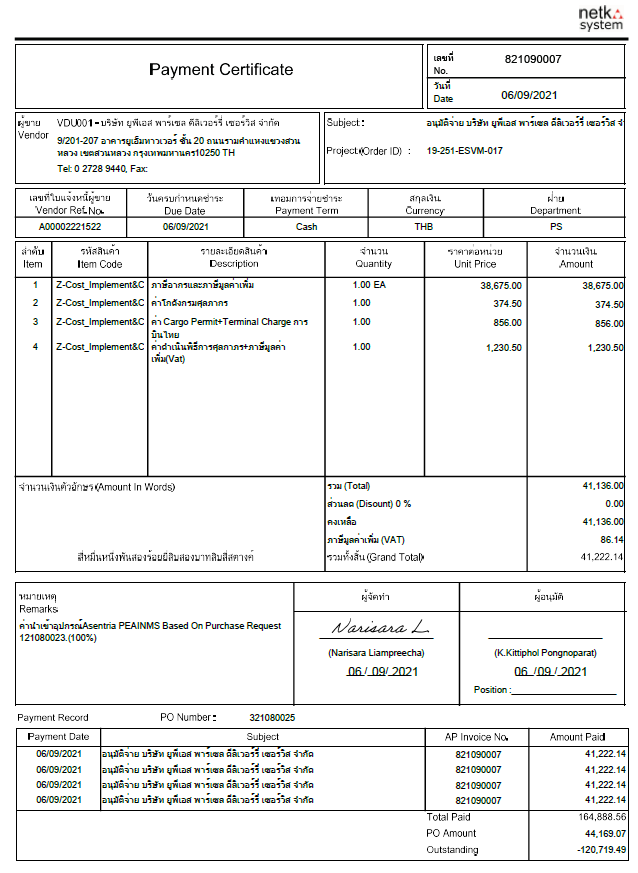 netka
system
Payment Certificate
เลขที่ 821090007
No.
วันที่
Date 06/09/2021
ผู้ขาย VDU001 - บริษัท ยูพีเอส พาร์เซล ดีลิเวอร์รี่ เซอร์วิส จำกัด
Vendor
9/201-207 อาคารยูเอ็มทาวเวอร์ ชั้น 20 ถนนรามคำแหงแขวงสวน
หลวง เขตสวนหลวง กรุงเทพมหานคร10250 TH
Tel: 0 2728 9440, Fax:
Subject : อนุมัติจ่าย บริษัท ยูพีเอส พาร์เซล ดีลิเวอร์รี่ เซอร์วิส จำ
Project (Order ID) : 19-251-ESVM-017
เลขที่ใบแจ้งหนี้ผู้ขาย วันครบกำหนดชำระ เทอมการจ่ายชำระ สกุลเงิน ฝ่าย
Vendor Ref. No. Due Date Payment Term Currency Department
A00002221522 06/09/2021 Cash THB PS
ลำดับ รหัสสินค้า รายละเอียดสินค้า จำนวน ราคาต่อหน่วย จำนวนเงิน
Item Item Code Description Quantity Unit Price Amount
1 Z-Cost_Implement&C ภาษีอากรและภาษีมูลค่าเพิ่ม 1.00 EA 38,675.00 38,675.00
2 Z-Cost_Implement&C ค่าโกดังกรมศุลกากร 1.00 374.50 374.50
3 Z-Cost_Implement&C ค่า Cargo Permit+Terminal Charge การ 1.00 856.00 856.00
บินไทย
4 Z-Cost_Implement&C ค่าดำเนินพิธีการศุลกากร+ภาษีมูลค่า 1.00 1,230.50 1,230.50
เพิ่ม(Vat)
จำนวนเงินตัวอักษร (Amount In Words)
รวม (Total) 41,136.00
ส่วนลด (Disount) 0 % 0.00
คงเหลือ 41,136.00
ภาษีมูลค่าเพิ่ม (VAT) 86.14
สี่หมื่นหนึ่งพันสองร้อยยี่สิบสองบาทสิบสี่สตางค์ รวมทั้งสิ้น (Grand Total) 41,222.14
หมายเหตุ
Remarks
ค่านำเข้าอุปกรณ์Asentria PEAINMS Based On Purchase Request
121080023.(100%)
ผู้จัดทำ
Narisara L.
(Narisara Liampreecha)
06 / 09 / 2021
ผู้อนุมัติ
(K.Kittiphol Pongnoparat)
06 / 09 / 2021
Position :
Payment Record PO Number : 321080025
Payment Date Subject AP Invoice No. Amount Paid
06/09/2021 อนุมัติจ่าย บริษัท ยูพีเอส พาร์เซล ดีลิเวอร์รี่ เซอร์วิส จำกัด 821090007 41,222.14
06/09/2021 อนุมัติจ่าย บริษัท ยูพีเอส พาร์เซล ดีลิเวอร์รี่ เซอร์วิส จำกัด 821090007 41,222.14
06/09/2021 อนุมัติจ่าย บริษัท ยูพีเอส พาร์เซล ดีลิเวอร์รี่ เซอร์วิส จำกัด 821090007 41,222.14
06/09/2021 อนุมัติจ่าย บริษัท ยูพีเอส พาร์เซล ดีลิเวอร์รี่ เซอร์วิส จำกัด 821090007 41,222.14
Total Paid 164,888.56
PO Amount 44,169.07
Outstanding -120,719.49